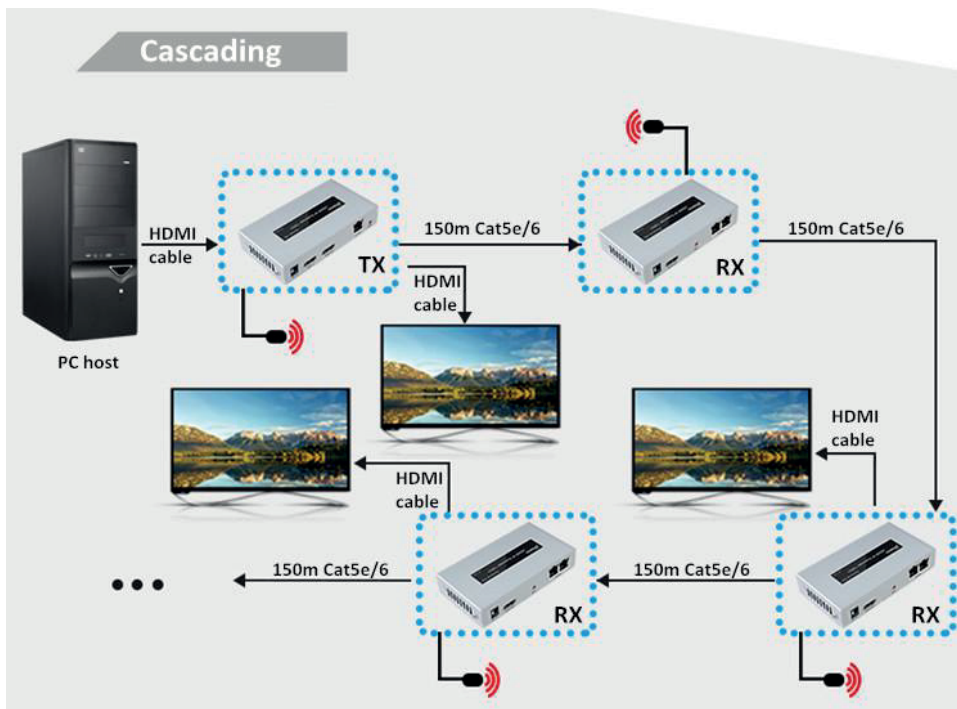 Cascading
HDMI
cable
150m Cat5e/6
150m Cat5e/6
TX
RX
HDMI
cable
PC host
HDMI
cable
HDMI
cable
150m Cat5e/6
150m Cat5e/6
RX
RX